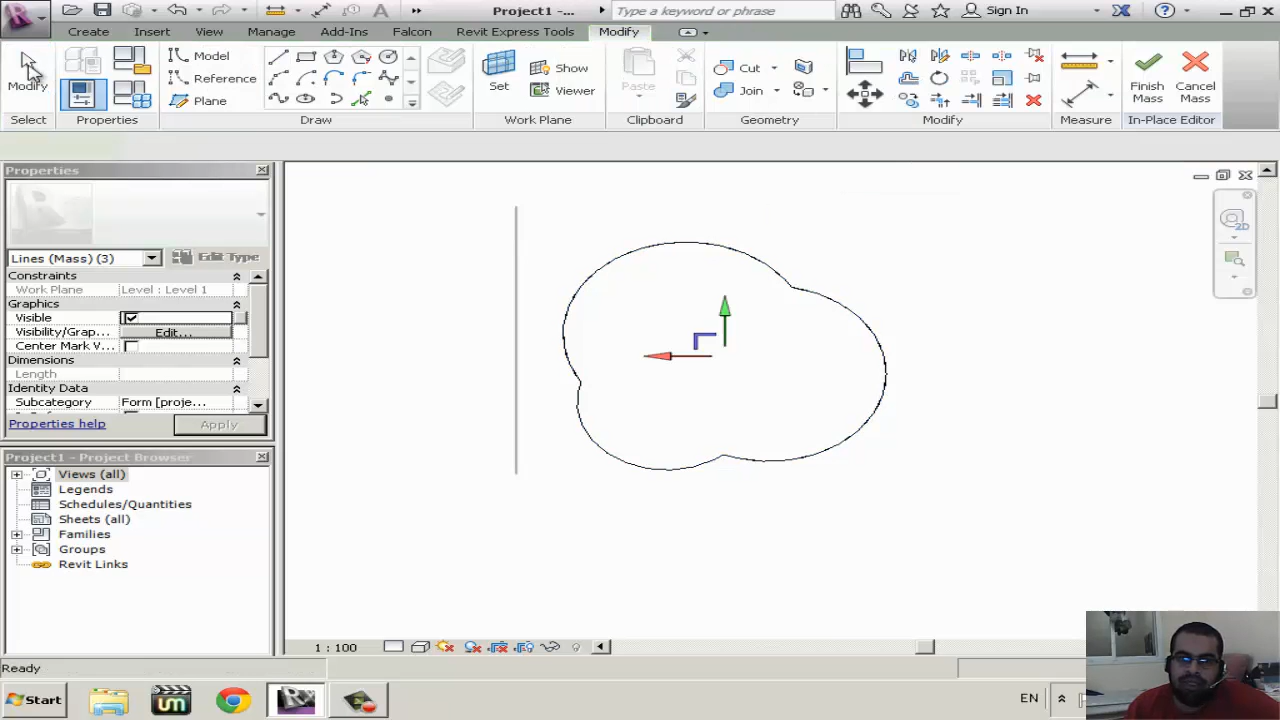 Project1 -...
Type a keyword or phrase
Sign In
Create
Insert
View
Manage
Add-Ins
Falcon
Revit Express Tools
Modify
Modify
Model
Reference
Plane
Set
Show
Viewer
Paste
Cut
Join
Finish Mass
Cancel Mass
Select
Properties
Draw
Work Plane
Clipboard
Geometry
Modify
Measure
In-Place Editor
Properties
Lines (Mass) (3)
Edit Type
Constraints
Work Plane
Level : Level 1
Graphics
Visible
Visibility/Grap...
Edit...
Center Mark V...
Dimensions
Length
Identity Data
Subcategory
Form [proje...
Properties help
Apply
Project1 - Project Browser
Views (all)
Legends
Schedules/Quantities
Sheets (all)
Families
Groups
Revit Links
2D
1 : 100
Ready
Start
EN